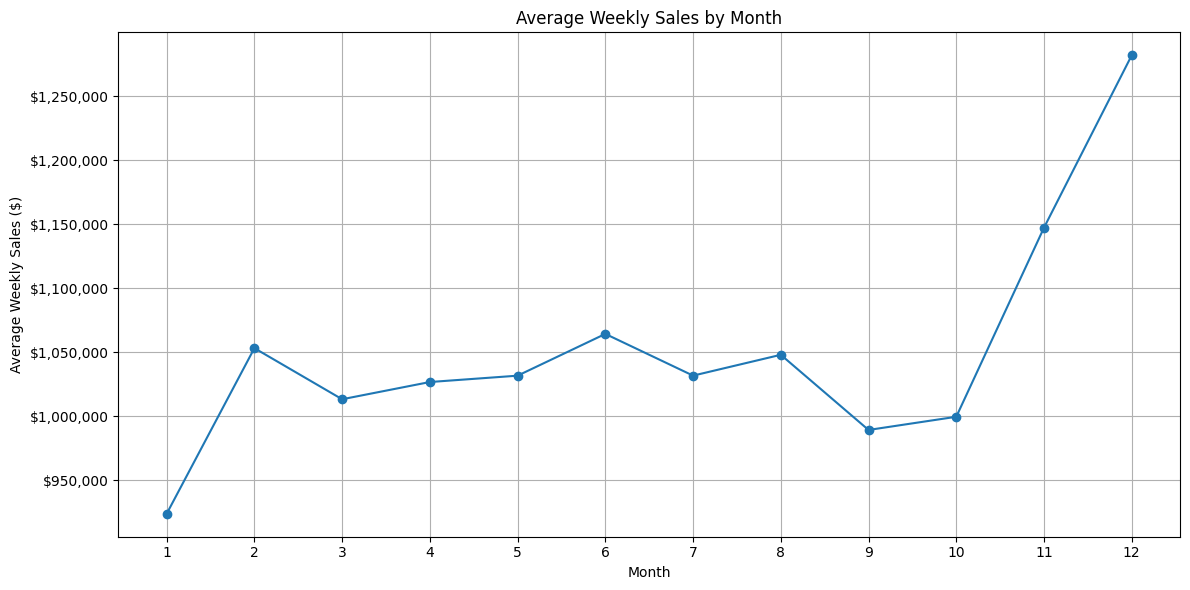 Average Weekly Sales by Month
Average Weekly Sales ($)
$1,250,000
$1,200,000
$1,150,000
$1,100,000
$1,050,000
$1,000,000
$950,000
1 2 3 4 5 6 7 8 9 10 11 12
Month